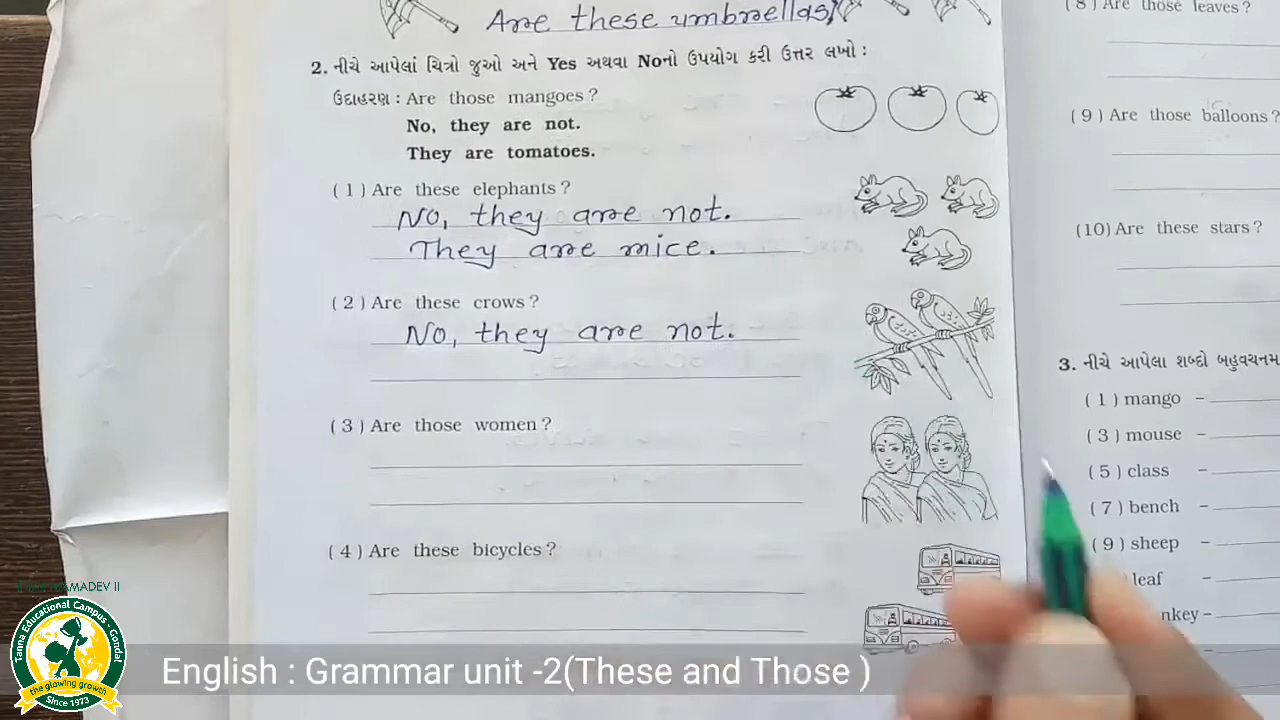 Are these umbrellas/
2. નીચે આપેલાં ચિત્રો જુઓ અને Yes અથવા Noનો ઉપયોગ કરી ઉત્તર લખો :
ઉદાહરણ : Are those mangoes ?
No, they are not.
They are tomatoes.
( 1 ) Are these elephants ?
No, they are not.
They are mice.
( 2 ) Are these crows ?
No, they are not.
( 3 ) Are those women ?
( 4 ) Are these bicycles ?
( 8 ) Are those leaves ?
( 9 ) Are those balloons ?
(10) Are these stars ?
3. નીચે આપેલા શબ્દો બહુવચનમ
( 1 ) mango –
( 3 ) mouse –
( 5 ) class –
( 7 ) bench –
( 9 ) sheep –
leaf –
nkey –
Tanna Educational Campus - Gondal
the glowing growth
Since 1973
English : Grammar unit -2(These and Those )